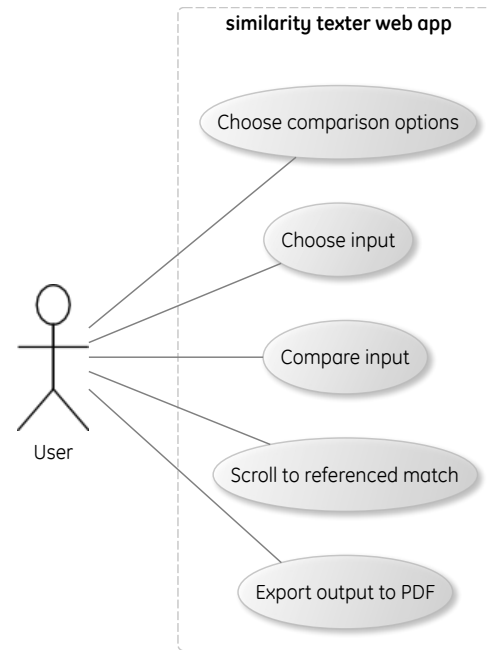 similarity texter web app
Choose comparison options
Choose input
Compare input
User
Scroll to referenced match
Export output to PDF